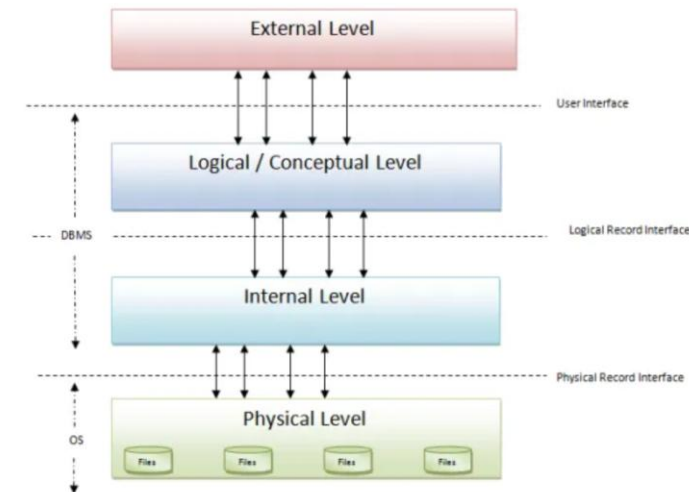 External Level
User Interface
Logical / Conceptual Level
DBMS
Logical Record Interface
Internal Level
Physical Record Interface
Physical Level
OS
Files Files Files Files